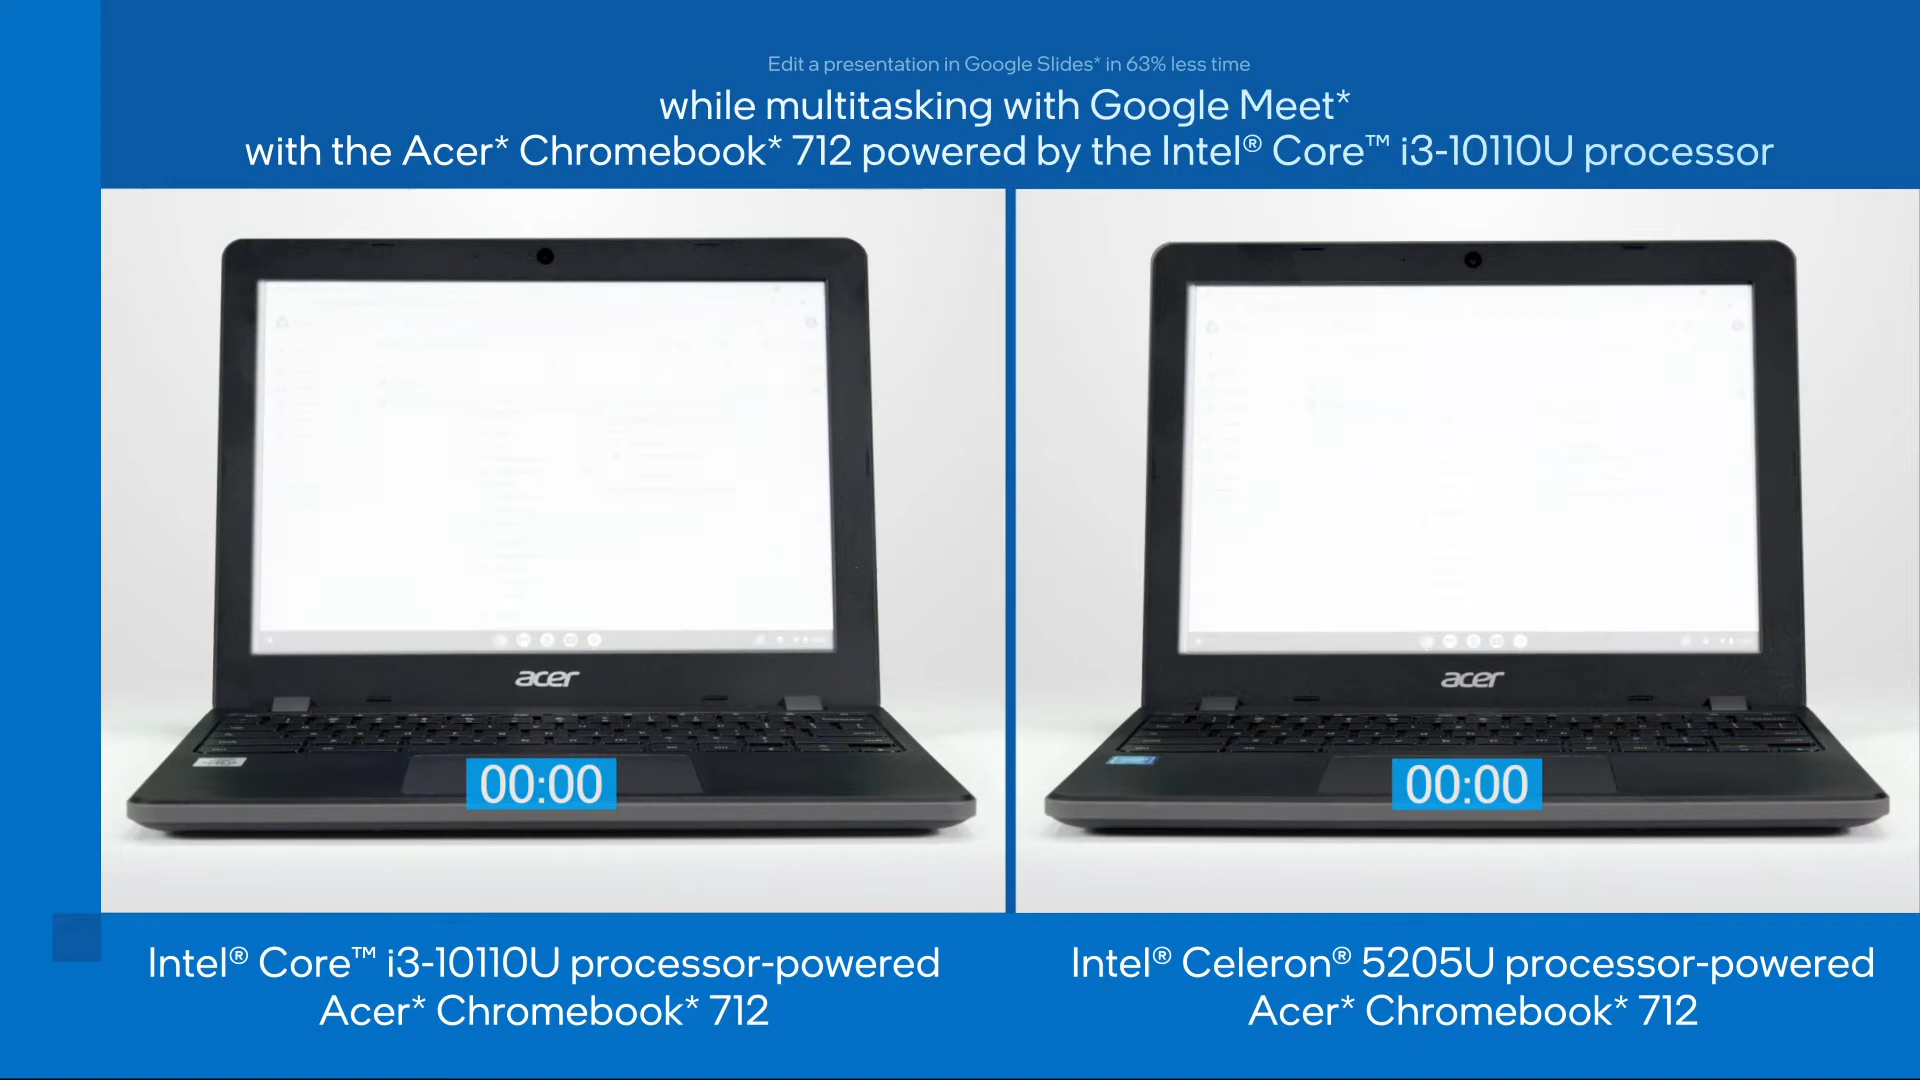 Edit a presentation in Google Slides* in 63% less time
while multitasking with Google Meet*
with the Acer* Chromebook* 712 powered by the Intel® Core™ i3-10110U processor
acer
acer
00:00
00:00
Intel® Core™ i3-10110U processor-powered
Acer* Chromebook* 712
Intel® Celeron® 5205U processor-powered
Acer* Chromebook* 712